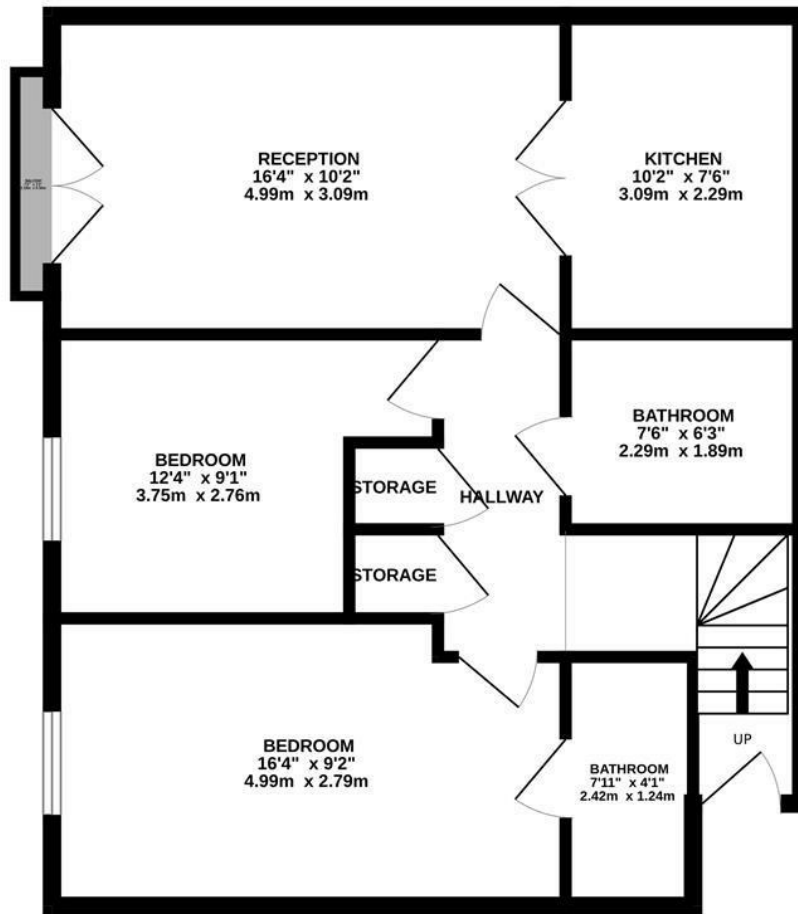 RECEPTION
16'4" x 10'2"
4.99m x 3.09m
KITCHEN
10'2" x 7'6"
3.09m x 2.29m
BATHROOM
7'6" x 6'3"
2.29m x 1.89m
BEDROOM
12'4" x 9'1"
3.75m x 2.76m
STORAGE
HALLWAY
STORAGE
BEDROOM
16'4" x 9'2"
4.99m x 2.79m
BATHROOM
7'11" x 4'1"
2.42m x 1.24m
UP